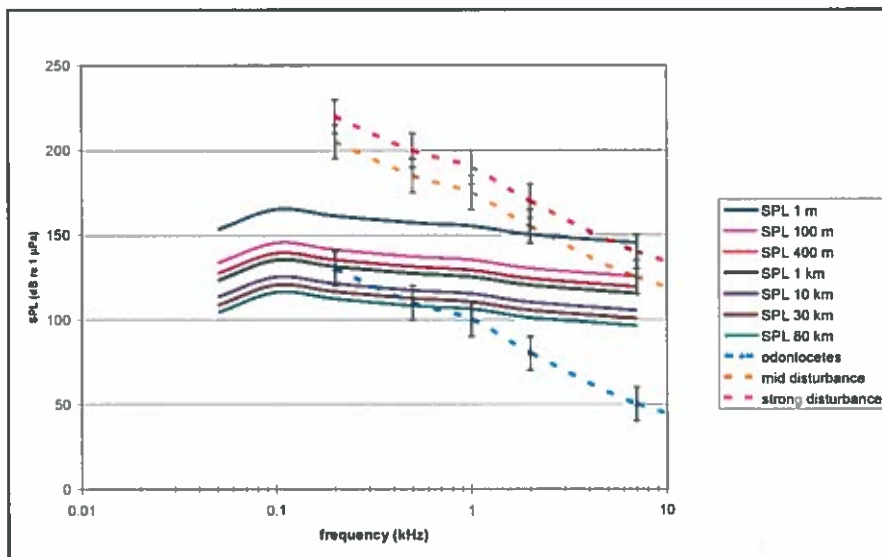 250
200
150
100
50
0
SPL (dB re 1 µPa)
0.01
0.1
1
10
frequency (kHz)
SPL 1 m
SPL 100 m
SPL 400 m
SPL 1 km
SPL 10 km
SPL 30 km
SPL 80 km
odontocetes
mid disturbance
strong disturbance